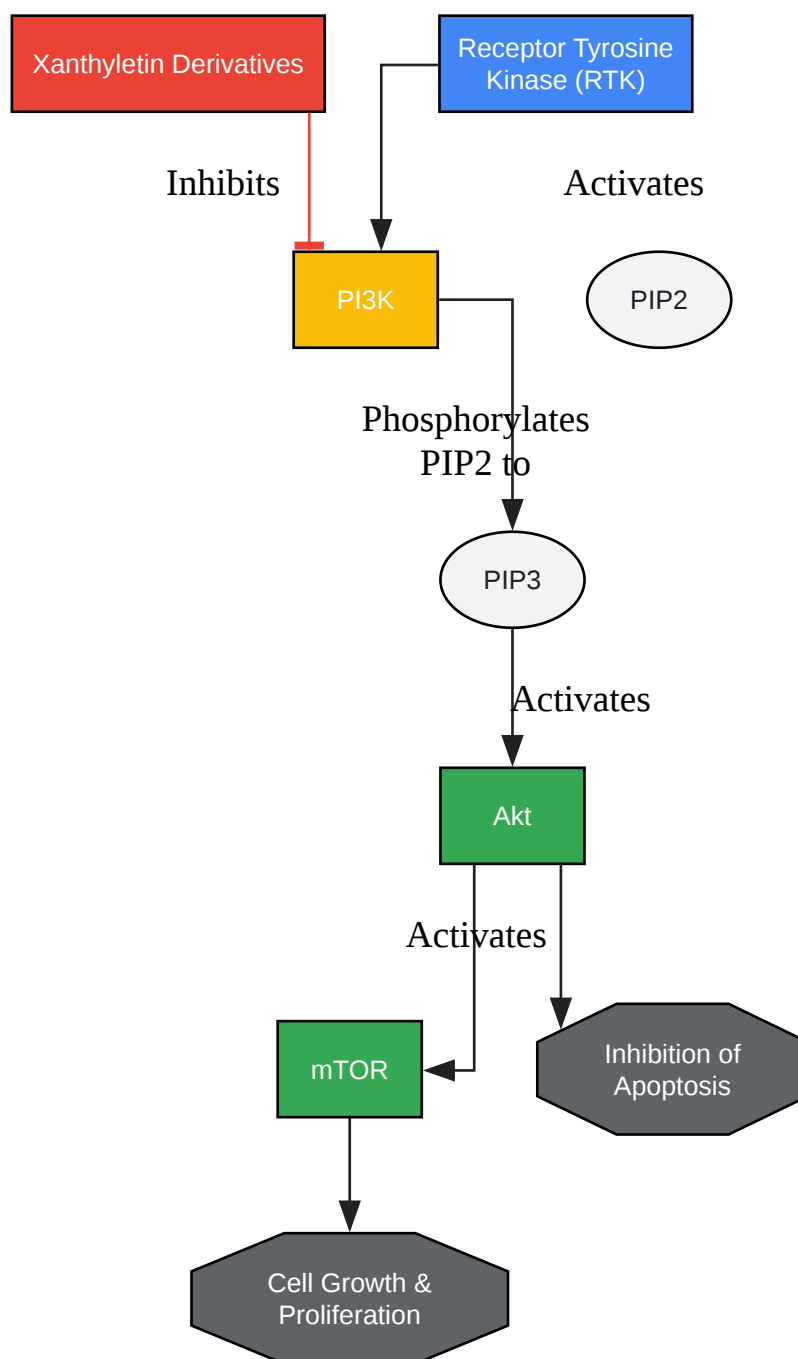 Xanthyletin Derivatives
Receptor Tyrosine
Kinase (RTK)
Inhibits
Activates
PI3K
PIP2
Phosphorylates
PIP2 to
PIP3
Activates
Akt
Activates
Inhibition of
Apoptosis
mTOR
Cell Growth &
Proliferation